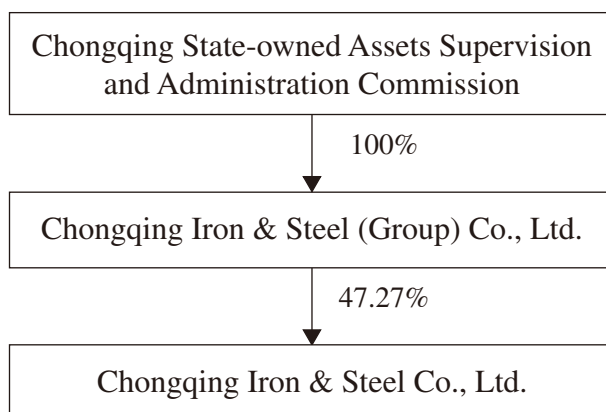 Chongqing State-owned Assets Supervision
and Administration Commission
100%
Chongqing Iron & Steel (Group) Co., Ltd.
47.27%
Chongqing Iron & Steel Co., Ltd.